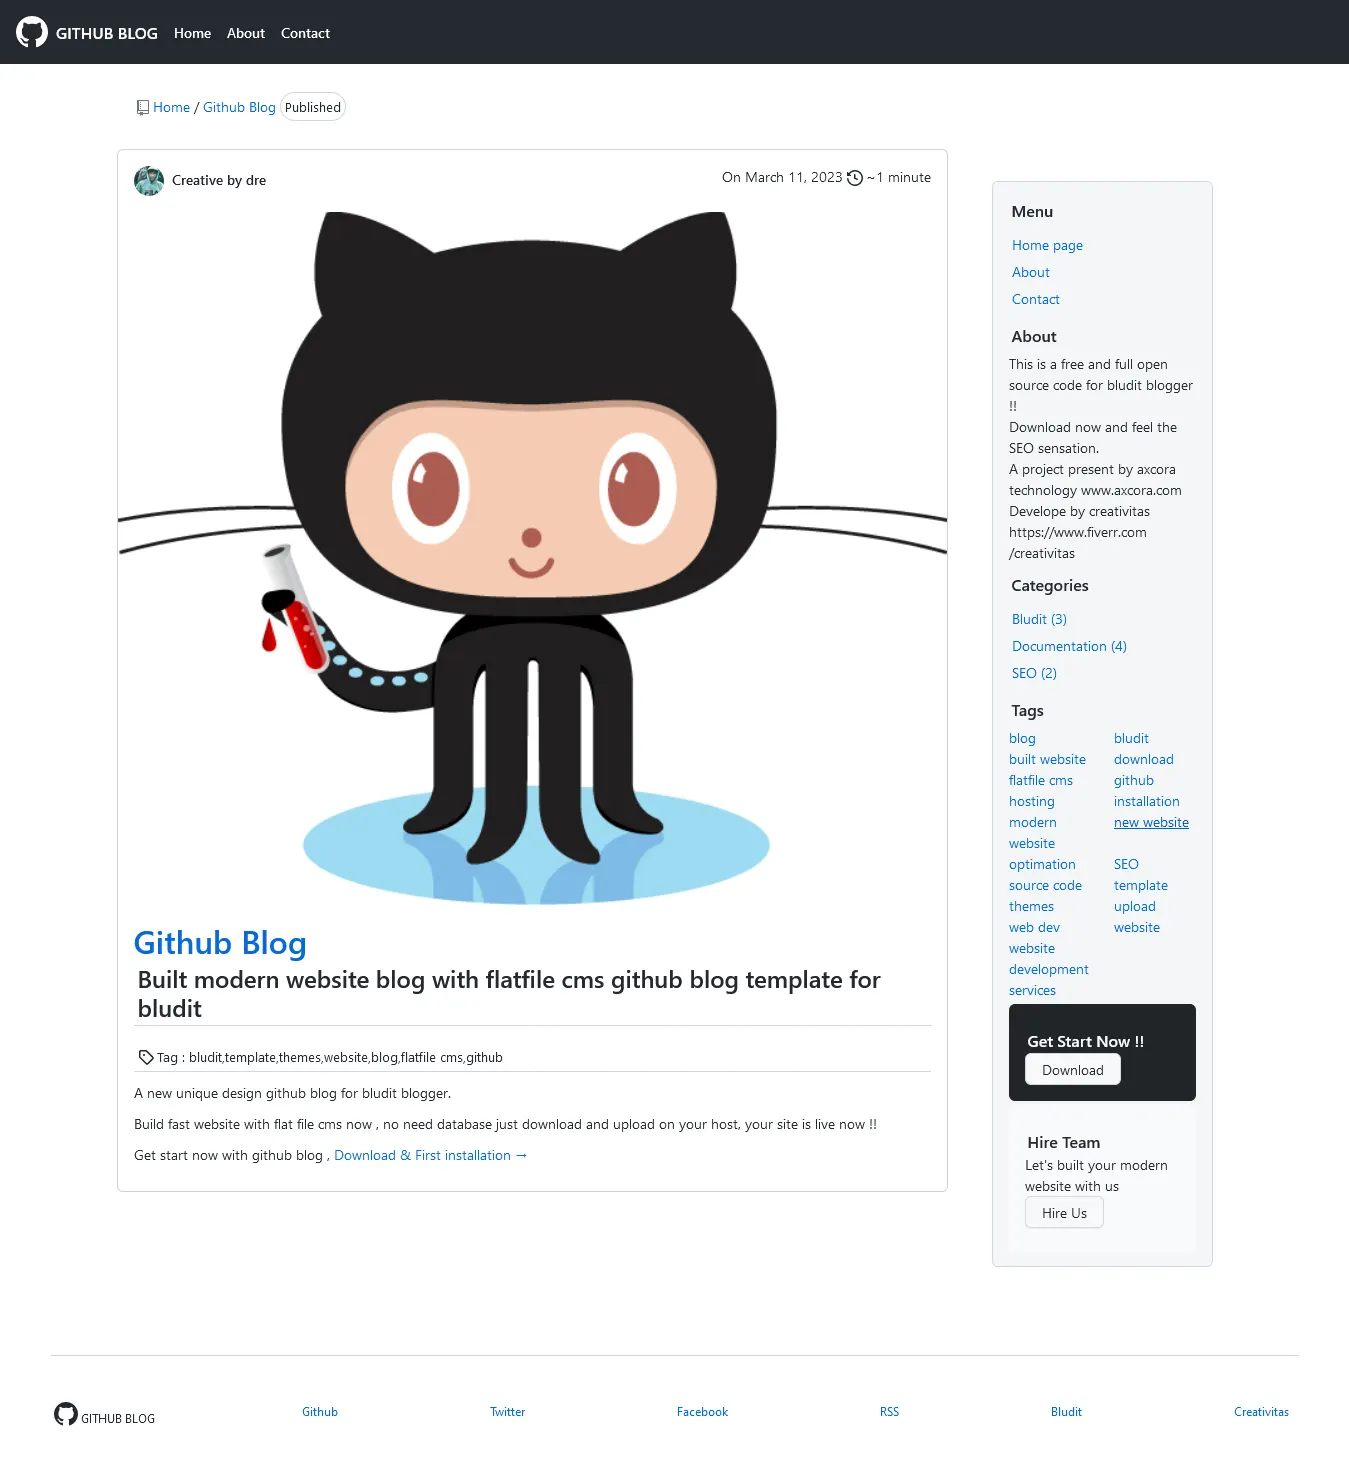 GITHUB BLOG Home About Contact
Home / Github Blog Published
Creative by dre
On March 11, 2023 ~1 minute
Github Blog
Built modern website blog with flatfile cms github blog template for
bludit
Tag : bludit,template,themes,website,blog,flatfile cms,github
A new unique design github blog for bludit blogger.
Build fast website with flat file cms now , no need database just download and upload on your host, your site is live now !!
Get start now with github blog , Download & First installation →
Menu
Home page
About
Contact
About
This is a free and full open
source code for bludit blogger
!!
Download now and feel the
SEO sensation.
A project present by axcora
technology www.axcora.com
Develope by creativitas
https://www.fiverr.com
/creativitas
Categories
Bludit (3)
Documentation (4)
SEO (2)
Tags
blog bludit
built website download
flatfile cms github
hosting installation
modern new website
website
optimation SEO
source code template
themes upload
web dev website
website
development
services
Get Start Now !!
Download
Hire Team
Let's built your modern
website with us
Hire Us
GITHUB BLOG Github Twitter Facebook RSS Bludit Creativitas